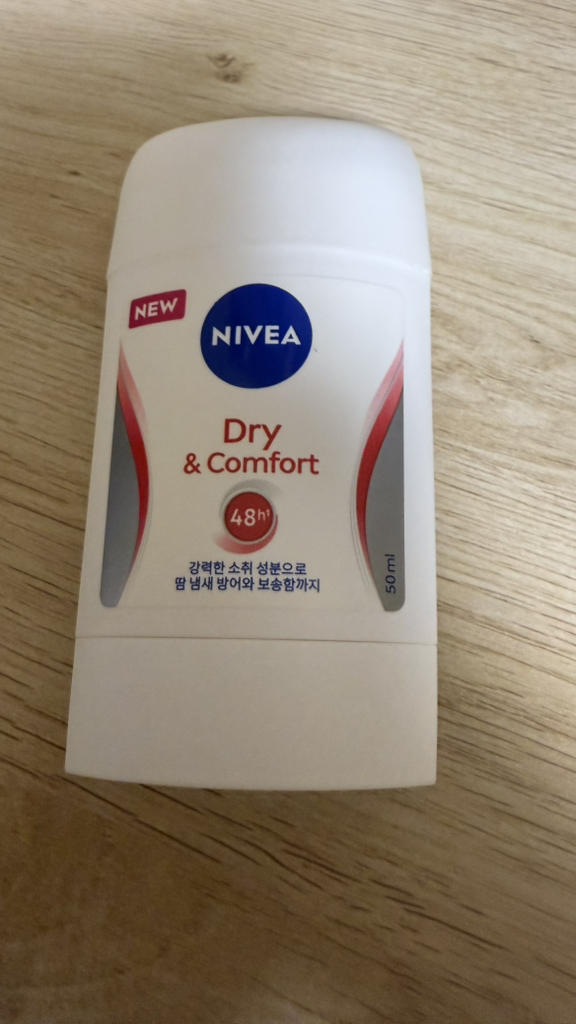 NEW
NIVEA
Dry
& Comfort
48h¹
강력한 소취 성분으로
땀 냄새 방어와 보송함까지
50 ml